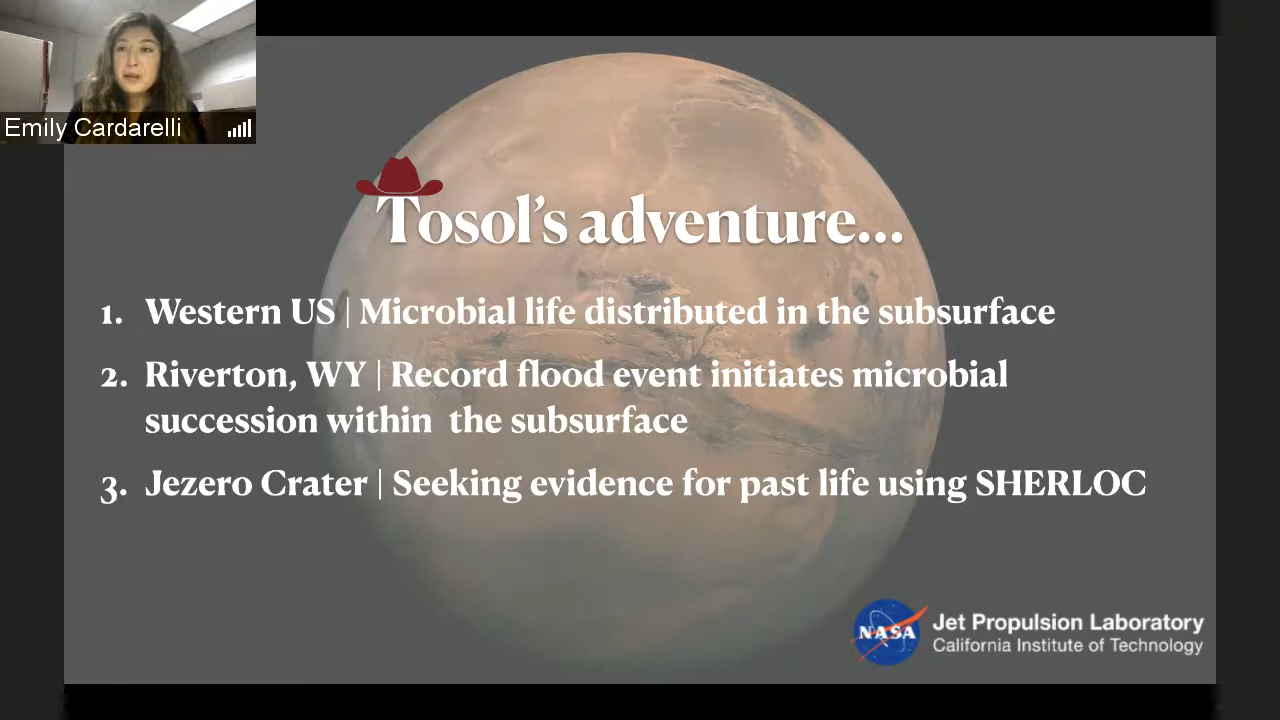 Emily Cardarelli
Tosol's adventure...
1. Western US | Microbial life distributed in the subsurface
2. Riverton, WY | Record flood event initiates microbial
succession within the subsurface
3. Jezero Crater | Seeking evidence for past life using SHERLOC
NASA
Jet Propulsion Laboratory
California Institute of Technology